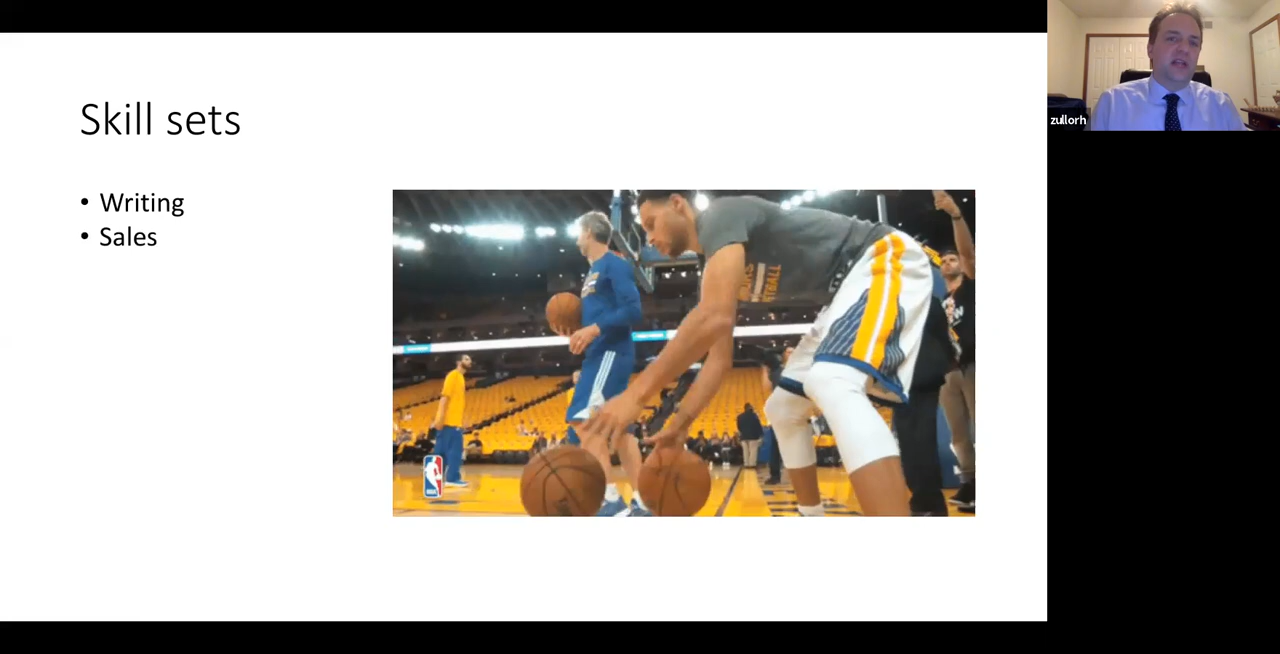 Skill sets
• Writing
• Sales
zullorh